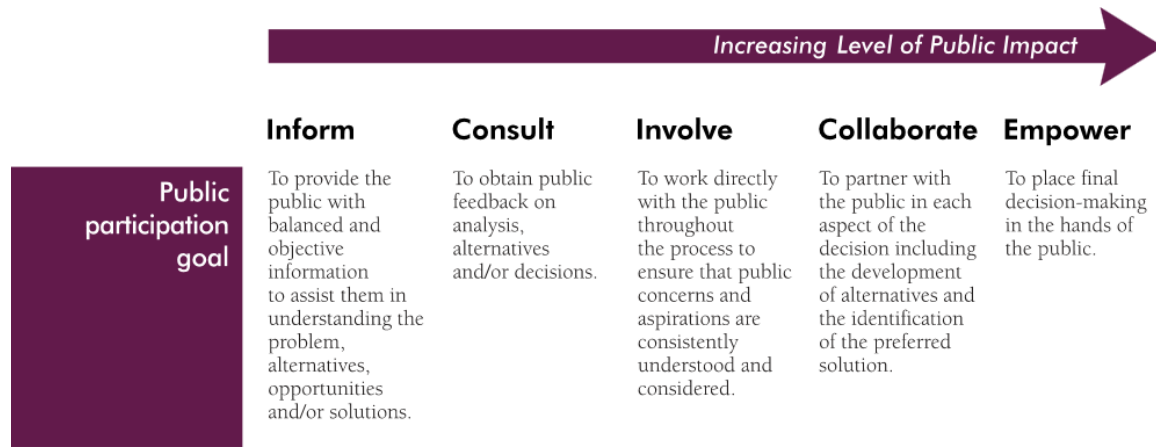 Increasing Level of Public Impact
Inform
Consult
Involve
Collaborate
Empower
Public
participation
goal
To provide the
public with
balanced and
objective
information
to assist them in
understanding the
problem,
alternatives,
opportunities
and/or solutions.
To obtain public
feedback on
analysis,
alternatives
and/or decisions.
To work directly
with the public
throughout
the process to
ensure that public
concerns and
aspirations are
consistently
understood and
considered.
To partner with
the public in each
aspect of the
decision including
the development
of alternatives and
the identification
of the preferred
solution.
To place final
decision-making
in the hands of
the public.